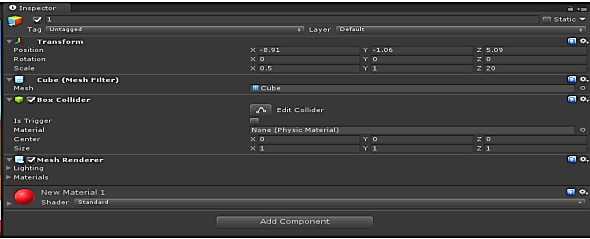 Inspector
1 Static
Tag Untagged Layer Default
Transform
Position X -8.91 Y -1.06 Z 5.09
Rotation X 0 Y 0 Z 0
Scale X 0.5 Y 1 Z 20
Cube (Mesh Filter)
Mesh Cube
Box Collider
Edit Collider
Is Trigger
Material None (Physic Material)
Center X 0 Y 0 Z 0
Size X 1 Y 1 Z 1
Mesh Renderer
Lighting
Materials
New Material 1
Shader Standard
Add Component